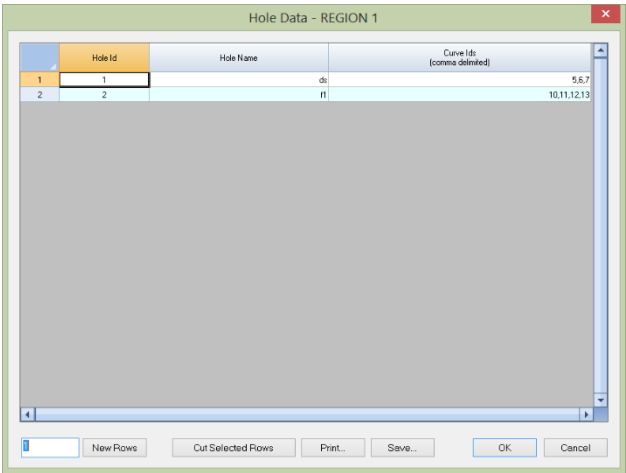 Hole Data - REGION 1
Hole Id Hole Name Curve Ids
(comma delimited)
1 1 ds 5,6,7
2 2 f1 10,11,12,13
1 New Rows Cut Selected Rows Print... Save... OK Cancel